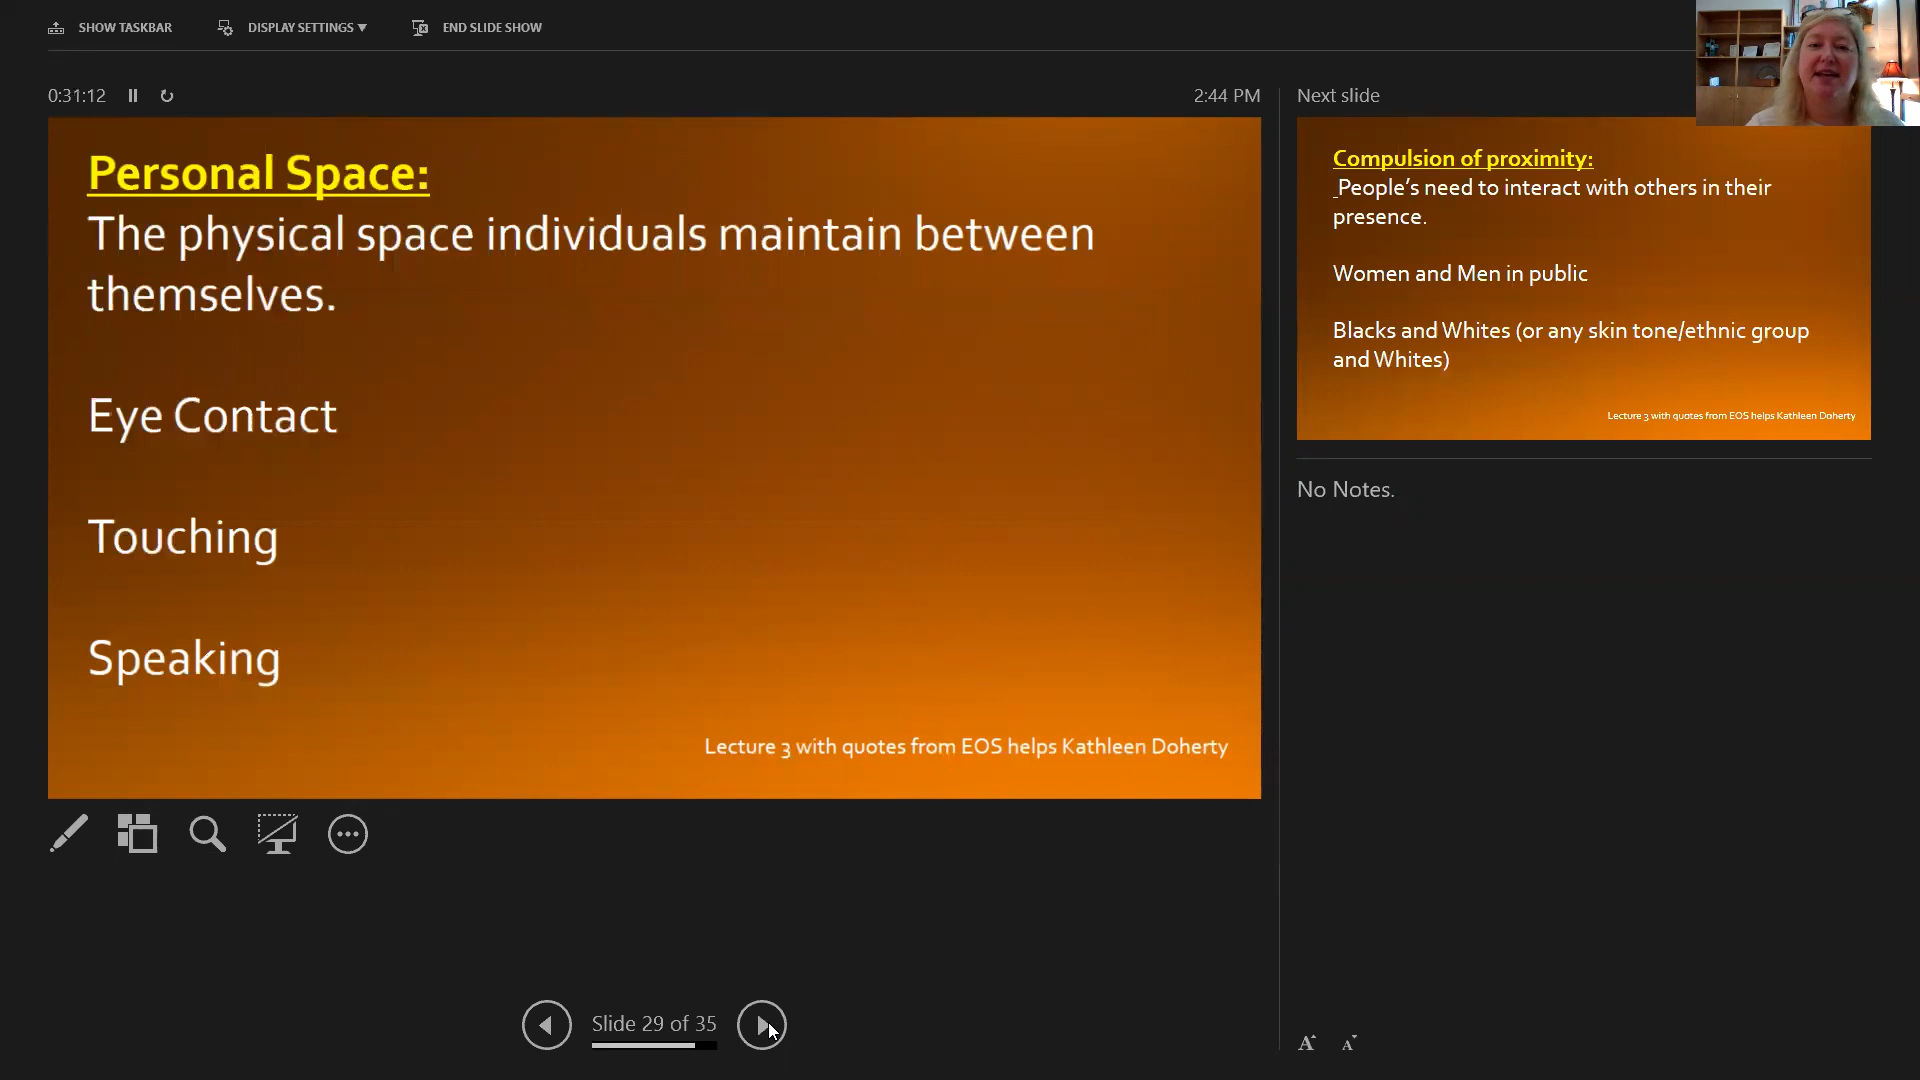 SHOW TASKBAR
DISPLAY SETTINGS ▼
END SLIDE SHOW
0:31:12
2:44 PM
Personal Space:
The physical space individuals maintain between
themselves.
Eye Contact
Touching
Speaking
Lecture 3 with quotes from EOS helps Kathleen Doherty
Slide 29 of 35
Next slide
Compulsion of proximity:
People’s need to interact with others in their
presence.
Women and Men in public
Blacks and Whites (or any skin tone/ethnic group
and Whites)
Lecture 3 with quotes from EOS helps Kathleen Doherty
No Notes.
A A